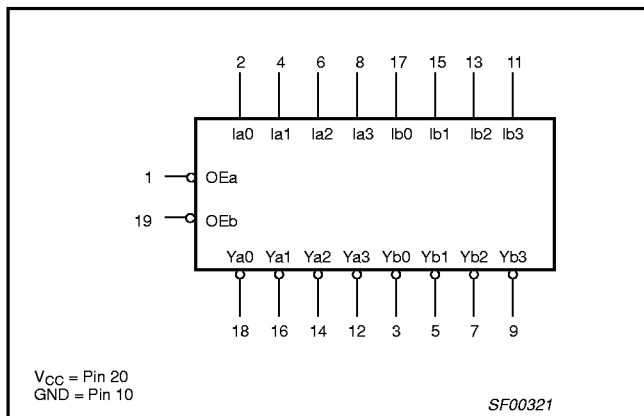 2 4 6 8 17 15 13 11
Ia0 Ia1 Ia2 Ia3 Ib0 Ib1 Ib2 Ib3
1 OEa
19 OEb
Ya0 Ya1 Ya2 Ya3 Yb0 Yb1 Yb2 Yb3
18 16 14 12 3 5 7 9
VCC = Pin 20
GND = Pin 10
SF00321